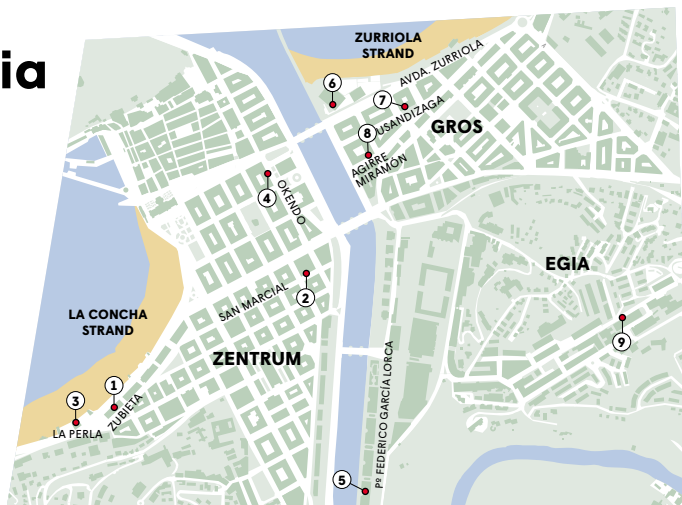 ia
ZURRIOLA
STRAND
AVDA. ZURRIOLA
6
7
USANDIZAGA
GROS
8
AGIRRE
MIRAMÓN
4
OKENDO
EGIA
SAN MARCIAL
2
LA CONCHA
STRAND
ZENTRUM
9
1
3
ZUBIETA
LA PERLA
Pº FEDERICO GARCÍA LORCA
5